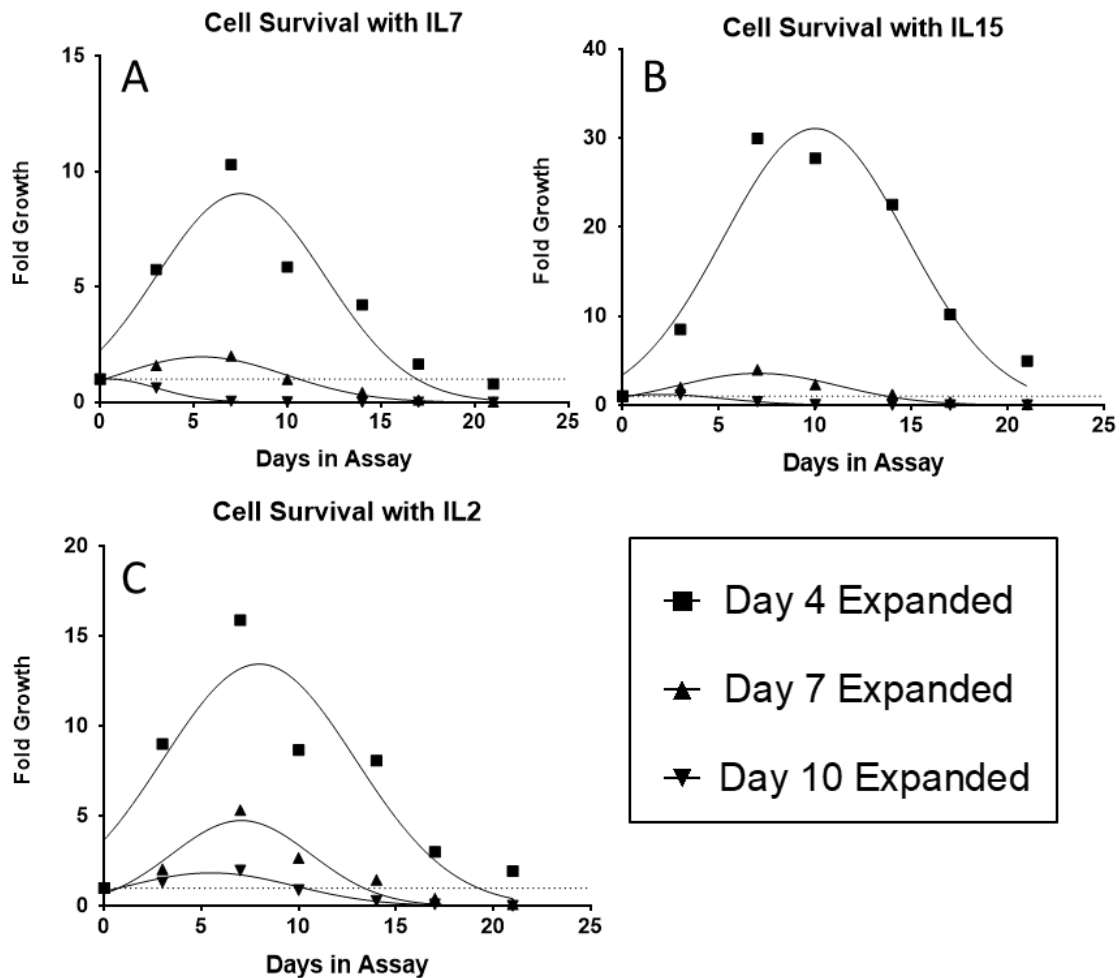 Cell Survival with IL7
A
15
10
5
0
Fold Growth
0 5 10 15 20 25
Days in Assay
Cell Survival with IL15
B
40
30
20
10
0
Fold Growth
0 5 10 15 20 25
Days in Assay
Cell Survival with IL2
C
20
15
10
5
0
Fold Growth
0 5 10 15 20 25
Days in Assay
Day 4 Expanded
Day 7 Expanded
Day 10 Expanded